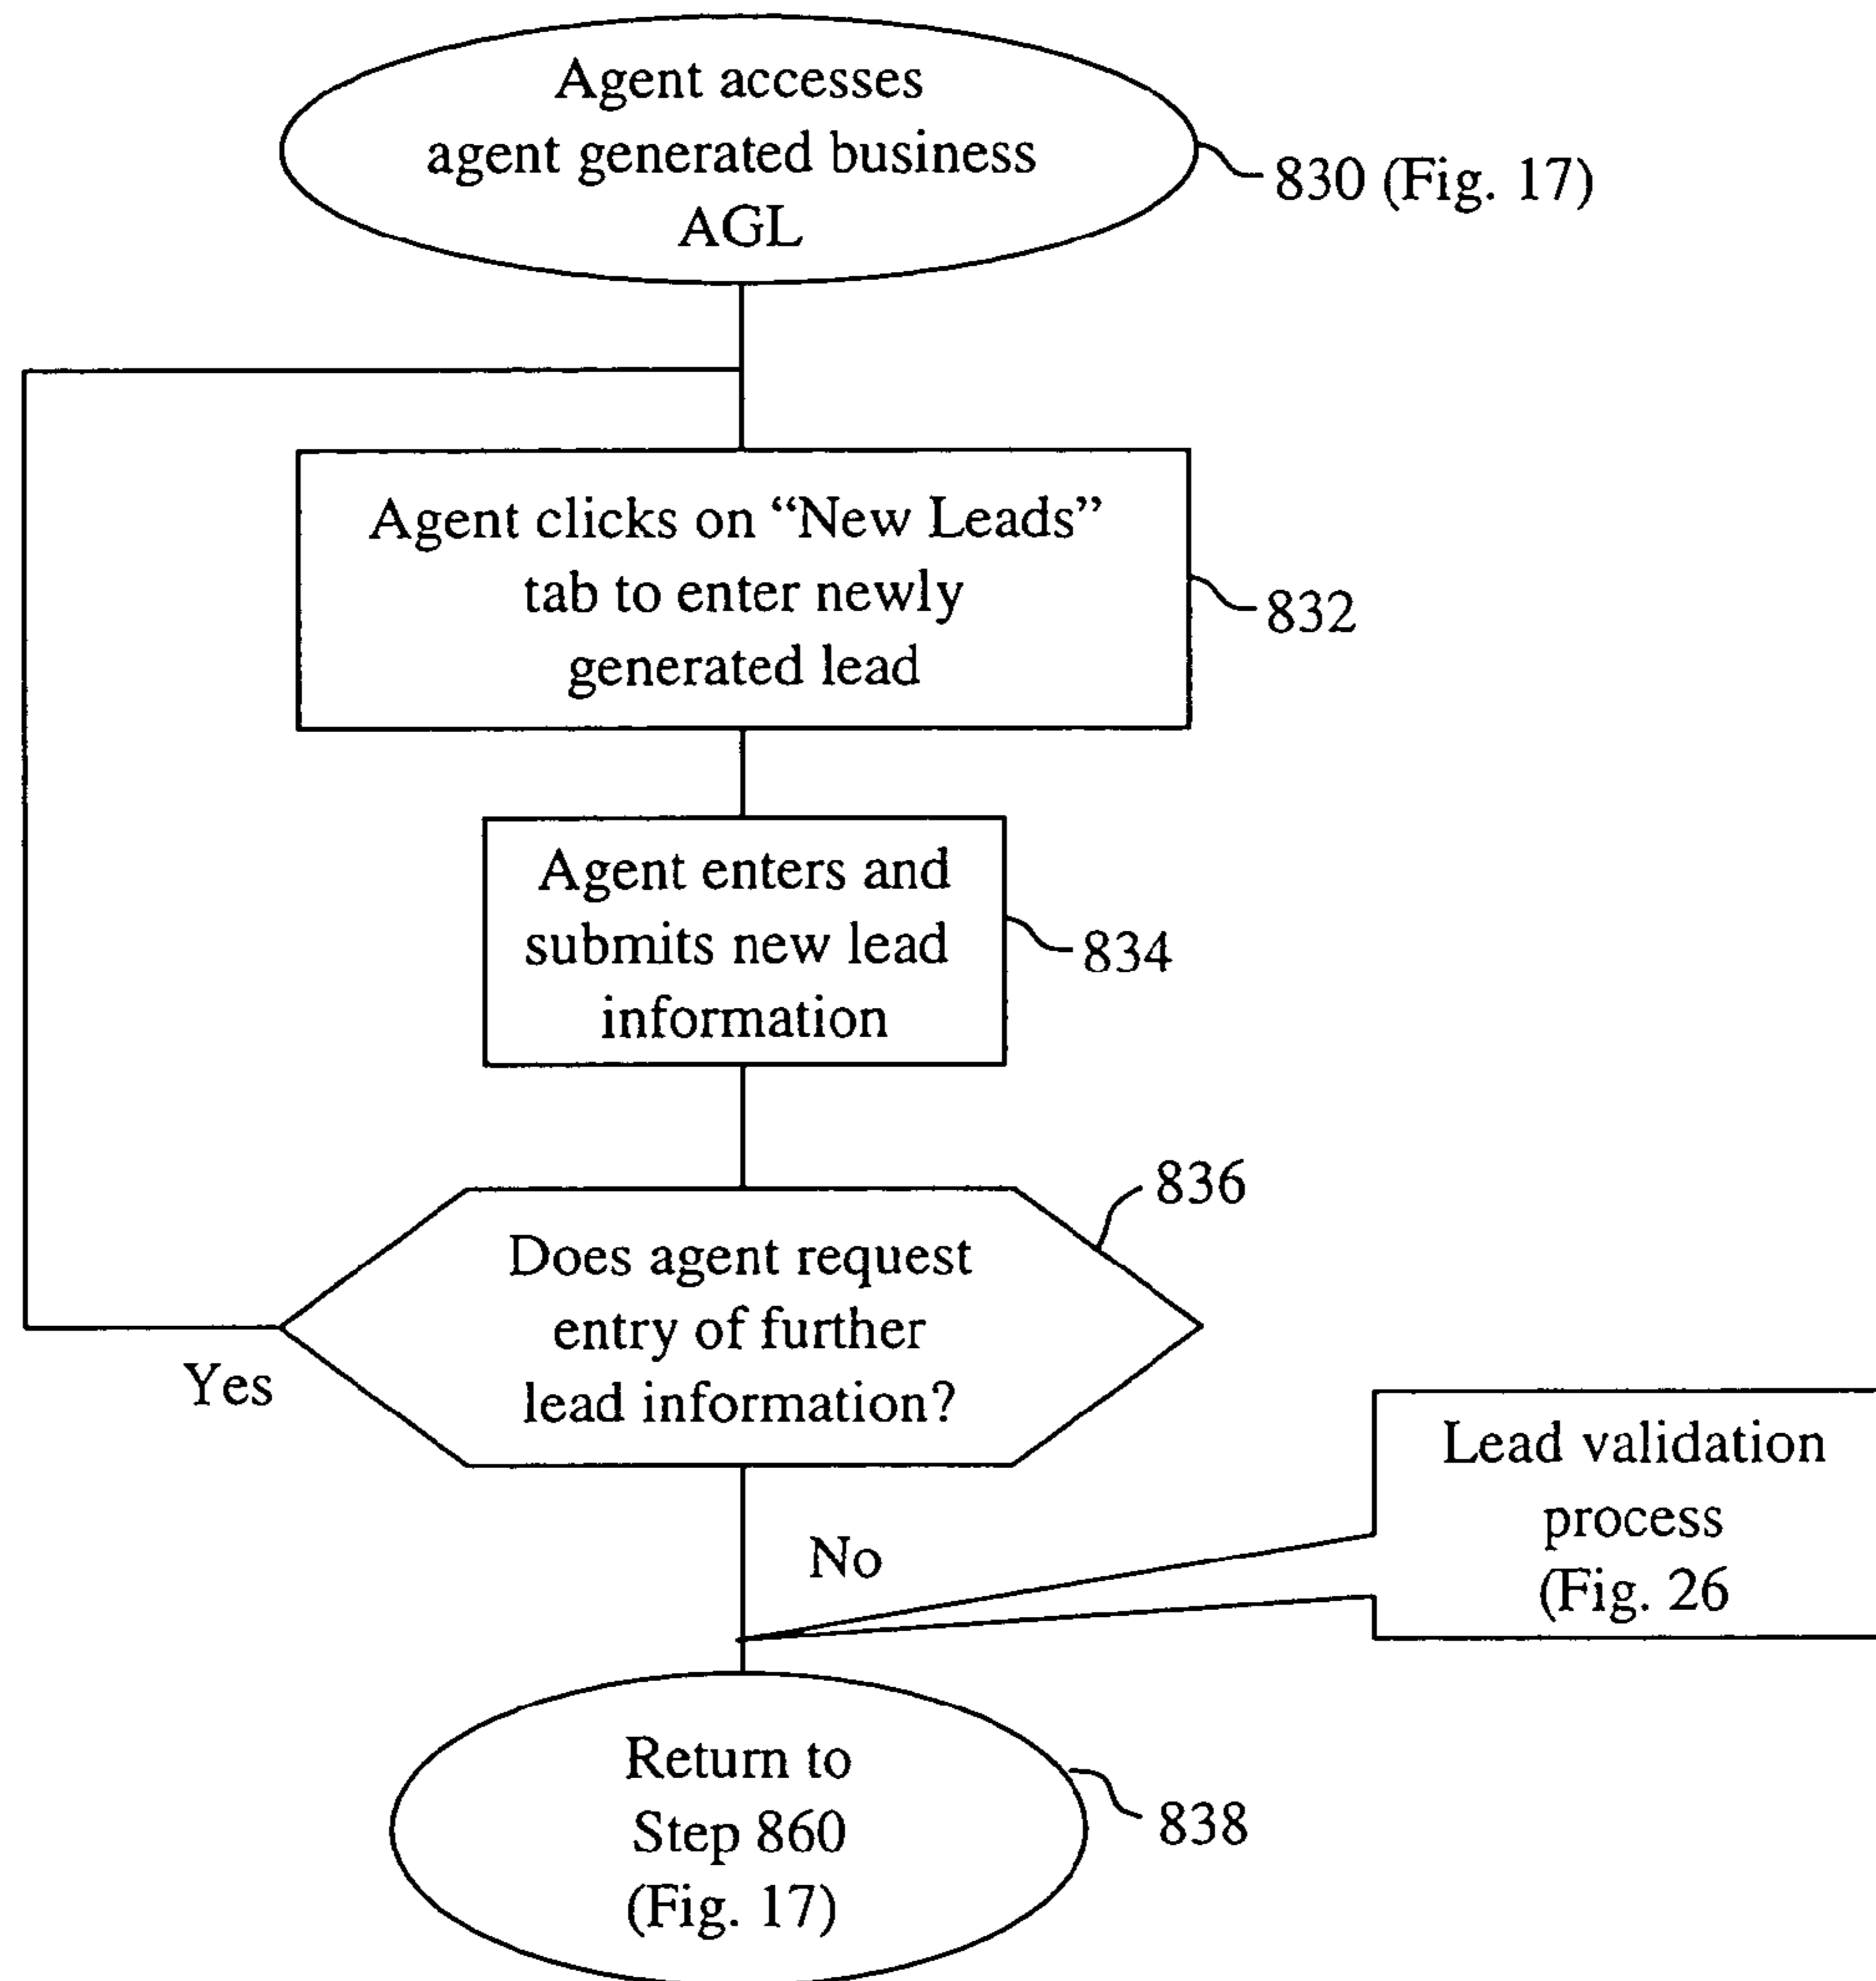 Agent accesses
agent generated business
AGL
830 (Fig. 17)
Agent clicks on “New Leads”
tab to enter newly
generated lead
832
Agent enters and
submits new lead
information
834
836
Does agent request
entry of further
lead information?
Yes
No
Lead validation
process
(Fig. 26
Return to
Step 860
(Fig. 17)
838